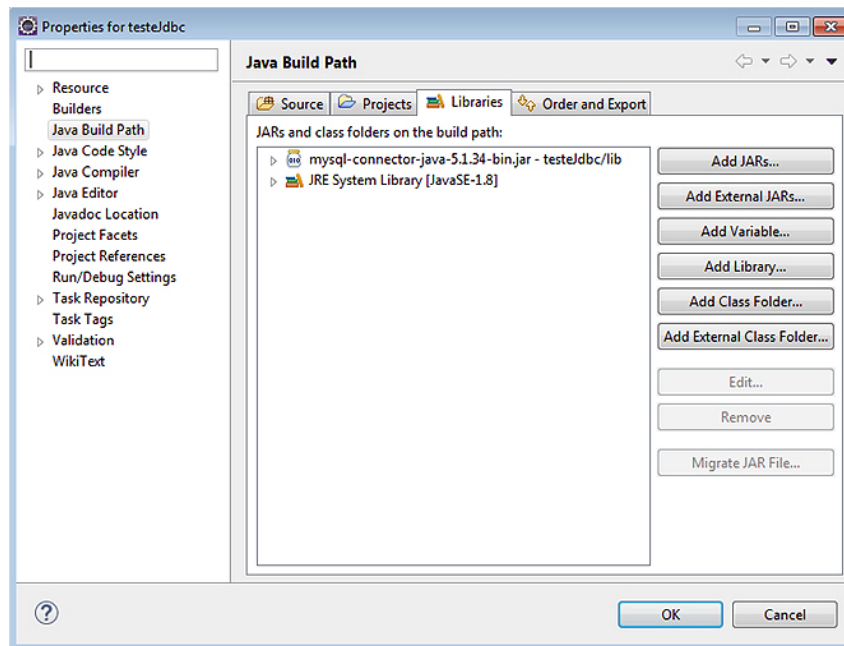 Properties for testeJdbc
Resource
Builders
Java Build Path
Java Code Style
Java Compiler
Java Editor
Javadoc Location
Project Facets
Project References
Run/Debug Settings
Task Repository
Task Tags
Validation
WikiText
Java Build Path
Source Projects Libraries Order and Export
JARs and class folders on the build path:
mysql-connector-java-5.1.34-bin.jar - testeJdbc/lib
JRE System Library [JavaSE-1.8]
Add JARs...
Add External JARs...
Add Variable...
Add Library...
Add Class Folder...
Add External Class Folder...
Edit...
Remove
Migrate JAR File...
OK Cancel